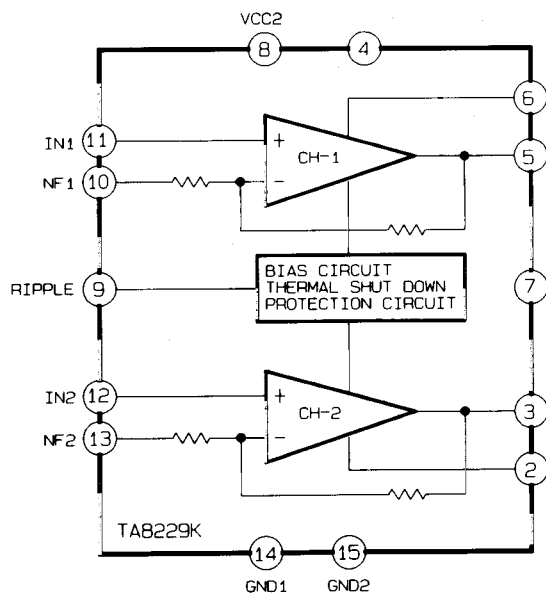 VCC2
8
4
6
IN1
11
+
CH-1
5
NF1
10
−
RIPPLE
9
BIAS CIRCUIT
THERMAL SHUT DOWN
PROTECTION CIRCUIT
7
IN2
12
+
CH-2
3
NF2
13
−
2
TA8229K
14
15
GND1
GND2